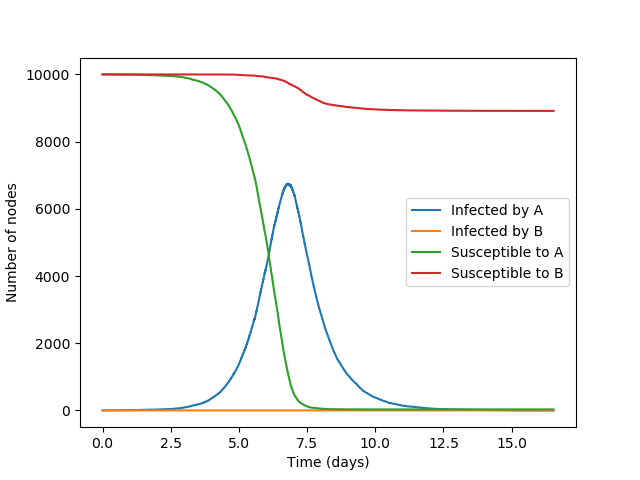 10000
8000
6000
4000
2000
0
Number of nodes
Infected by A
Infected by B
Susceptible to A
Susceptible to B
0.0 2.5 5.0 7.5 10.0 12.5 15.0
Time (days)